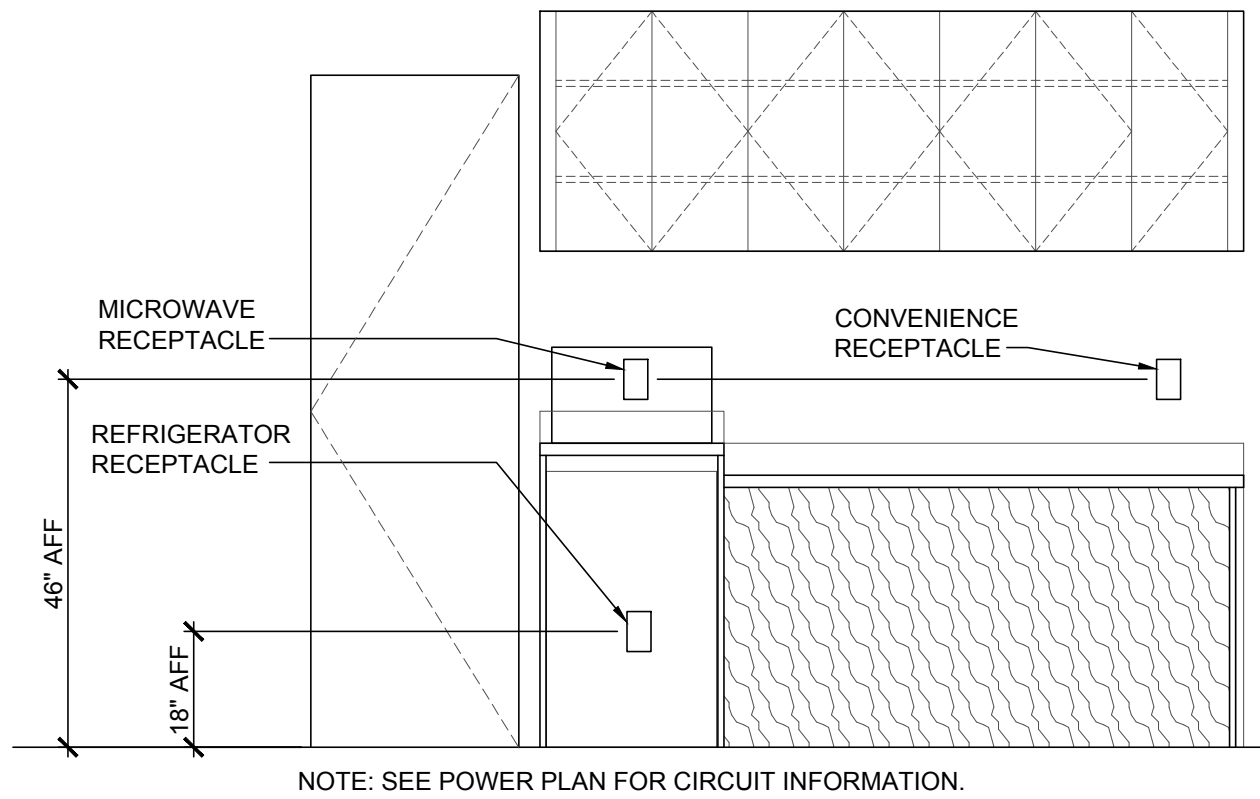 MICROWAVE
RECEPTACLE
CONVENIENCE
RECEPTACLE
REFRIGERATOR
RECEPTACLE
46" AFF
18" AFF
NOTE: SEE POWER PLAN FOR CIRCUIT INFORMATION.